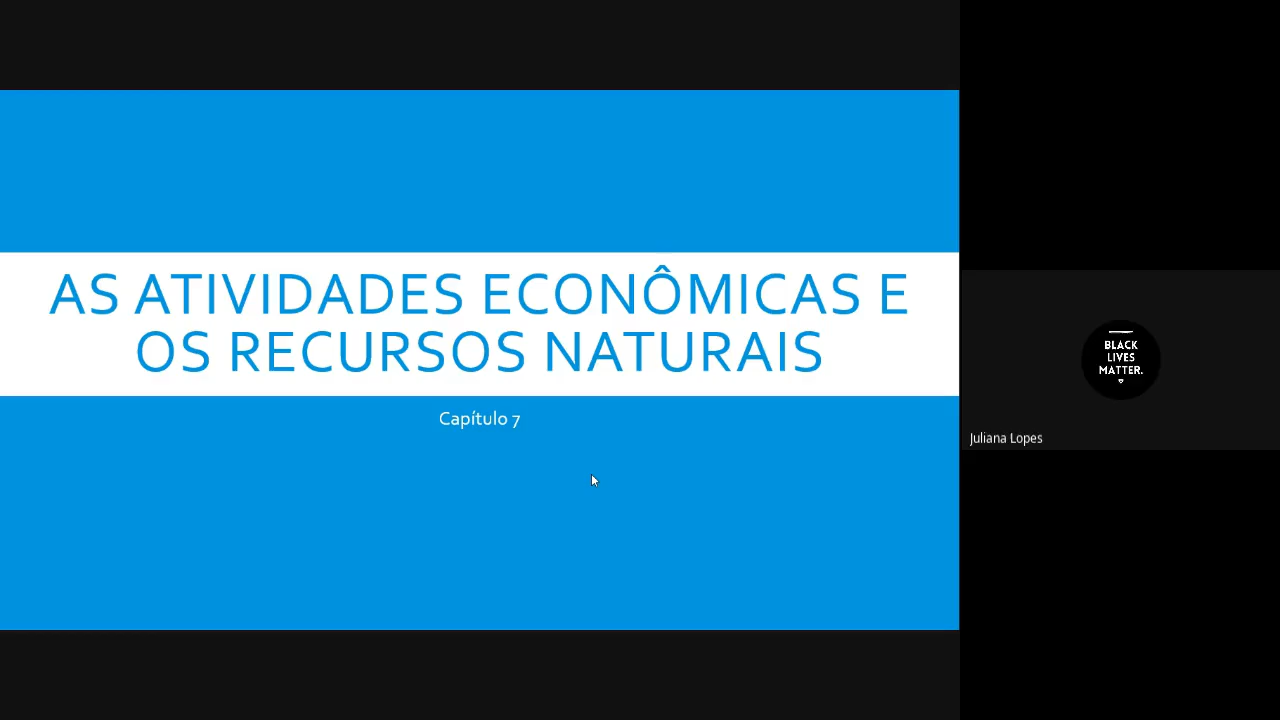 AS ATIVIDADES ECONÔMICAS E
OS RECURSOS NATURAIS
Capítulo 7
BLACK
LIVES
MATTER.
Juliana Lopes